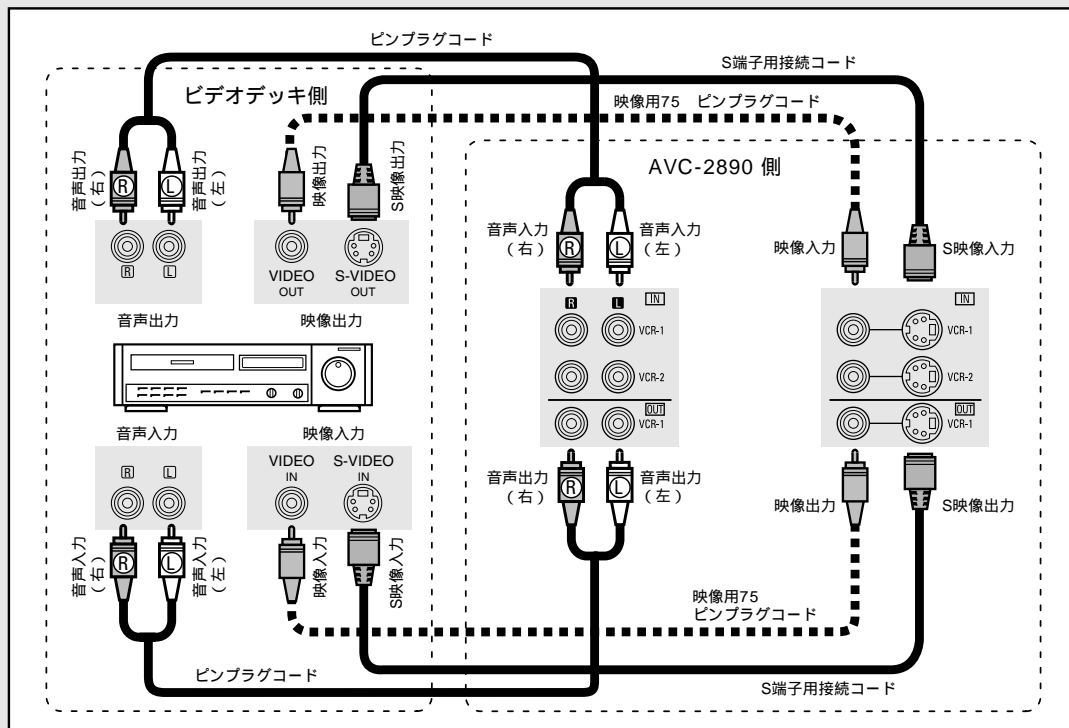 ピンプラグコード
S端子用接続コード
ビデオデッキ側
映像用75 ピンプラグコード
AVC-2890 側
音声出力
（右）
R
L
音声出力
（左）
映像出力
S映像出力
R
L
VIDEO
OUT
S-VIDEO
OUT
音声出力
映像出力
音声入力
（右）
R
L
音声入力
（左）
映像入力
S映像入力
R
L
IN
VCR-1
VCR-2
OUT
VCR-1
IN
VCR-1
VCR-2
OUT
VCR-1
音声入力
映像入力
R
L
VIDEO
IN
S-VIDEO
IN
音声入力
（右）
R
L
音声入力
（左）
映像入力
S映像入力
音声出力
（右）
R
L
音声出力
（左）
映像出力
S映像出力
映像用75
ピンプラグコード
ピンプラグコード
S端子用接続コード